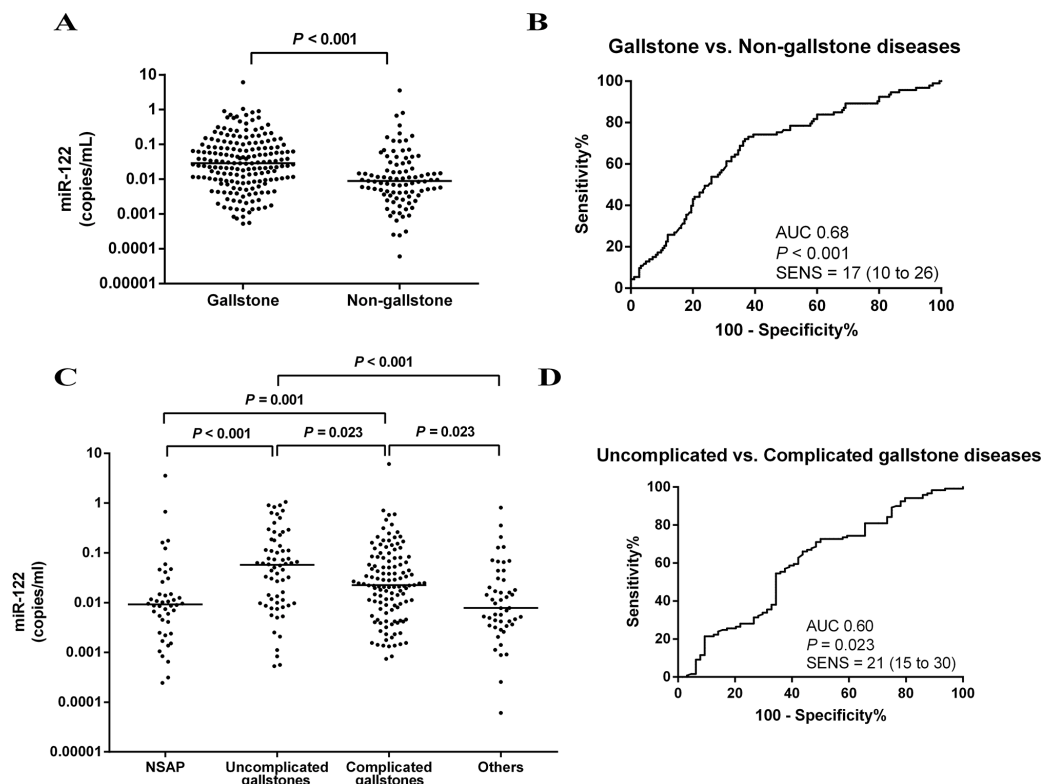 A
P < 0.001
10
1
0.1
0.01
0.001
0.0001
0.00001
miR-122
(copies/mL)
Gallstone
Non-gallstone
B
Gallstone vs. Non-gallstone diseases
100
80
60
40
20
0
Sensitivity%
AUC 0.68
P < 0.001
SENS = 17 (10 to 26)
0 20 40 60 80 100
100 - Specificity%
C
P < 0.001
P = 0.001
P < 0.001
P = 0.023
P = 0.023
10
1
0.1
0.01
0.001
0.0001
0.00001
miR-122
(copies/ml)
NSAP
Uncomplicated
gallstones
Complicated
gallstones
Others
D
Uncomplicated vs. Complicated gallstone diseases
100
80
60
40
20
0
Sensitivity%
AUC 0.60
P = 0.023
SENS = 21 (15 to 30)
0 20 40 60 80 100
100 - Specificity%